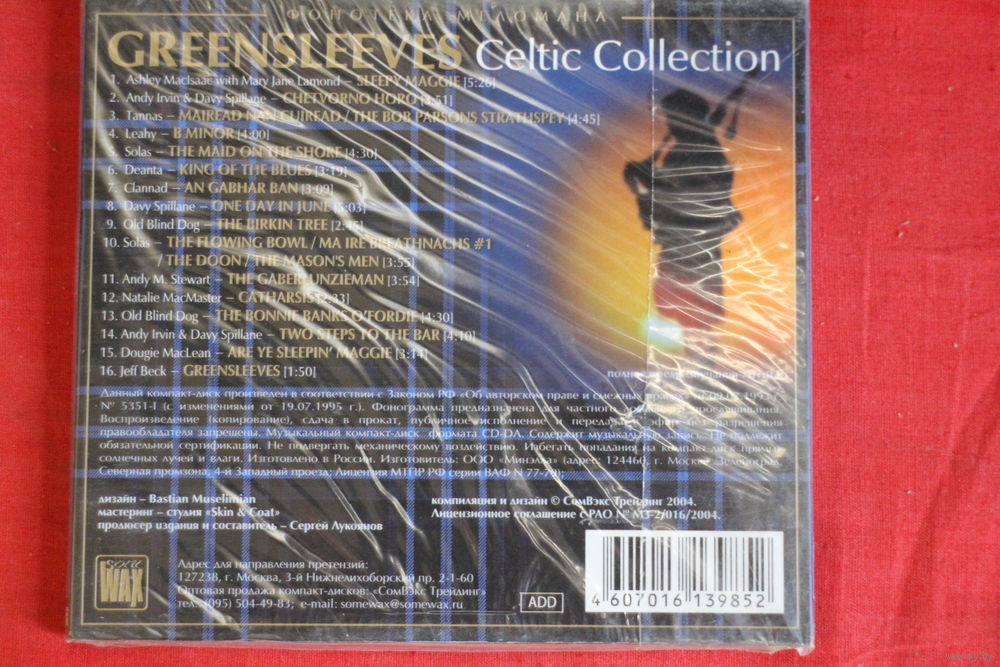 ФОНОТЕКА МЕЛОМАНА
GREENSLEEVES Celtic Collection
1. Ashley MacIsaac with Mary Jane Lamond – SLEEPY MAGGIE [5:26]
2. Andy Irvin & Davy Spillane – CHETVORNO HORO [3:51]
3. Tannas – MAIREAD NAN CUIREAD / THE BOB PARSONS STRATHSPEY [4:45]
4. Leahy – B MINOR [4:00]
Solas – THE MAID ON THE SHORE [4:30]
6. Deanta – KING OF THE BLUES [3:19]
7. Clannad – AN GABHAR BAN [3:09]
8. Davy Spillane – ONE DAY IN JUNE [5:03]
9. Old Blind Dog – THE BIRKIN TREE [2:45]
10. Solas – THE FLOWING BOWL / MA IRE BREATHNACHS #1
/ THE DOON / THE MASON'S MEN [3:55]
11. Andy M. Stewart – THE GABERLUNZIEMAN [3:54]
12. Natalie MacMaster – CATHARSIS [2:33]
13. Old Blind Dog – THE BONNIE BANKS O'FORDIE [4:30]
14. Andy Irvin & Davy Spillane – TWO STEPS TO THE BAR [4:10]
15. Dougie MacLean – ARE YE SLEEPIN' MAGGIE [3:14]
16. Jeff Beck – GREENSLEEVES [1:50]
полное время звучания
Данный компакт-диск произведен в соответствии с Законом РФ «Об авторском праве и смежных правах» от 09.07.1993 г.
№ 5351-I (с изменениями от 19.07.1995 г.). Фонограмма предназначена для частного домашнего прослушивания.
Воспроизведение (копирование), сдача в прокат, публичное исполнение и передача в эфир без разрешения
правообладателя запрещены. Музыкальный компакт-диск формата CD-DA. Содержит музыкальную запись. Не подлежит
обязательной сертификации. Не подвергать механическому воздействию. Избегать попадания на компакт-диск прямых
солнечных лучей и влаги. Изготовлено в России. Изготовитель: ООО «Минэлла» (адрес: 124460, г. Москва, Зеленоград,
Северная промзона, 4-й Западный проезд; Лицензия МТПР РФ серии ВАФ N 77-79);
дизайн – Bastian Muselimian
мастеринг – студия «Skin & Coat»
продюсер издания и составитель – Сергей Лукоянов
компиляция и дизайн © СомВэкс Трейдинг 2004.
Лицензионное соглашение с РАО № М3-2/016/2004.
some WAX
Адрес для направления претензий:
127238, г. Москва, 3-й Нижнелихоборский пр. 2-1-60
Оптовая продажа компакт-дисков: «СомВэкс Трейдинг»
тел.: (095) 504-49-83; e-mail: somewax@somewax.ru
ADD
4 607016 139852